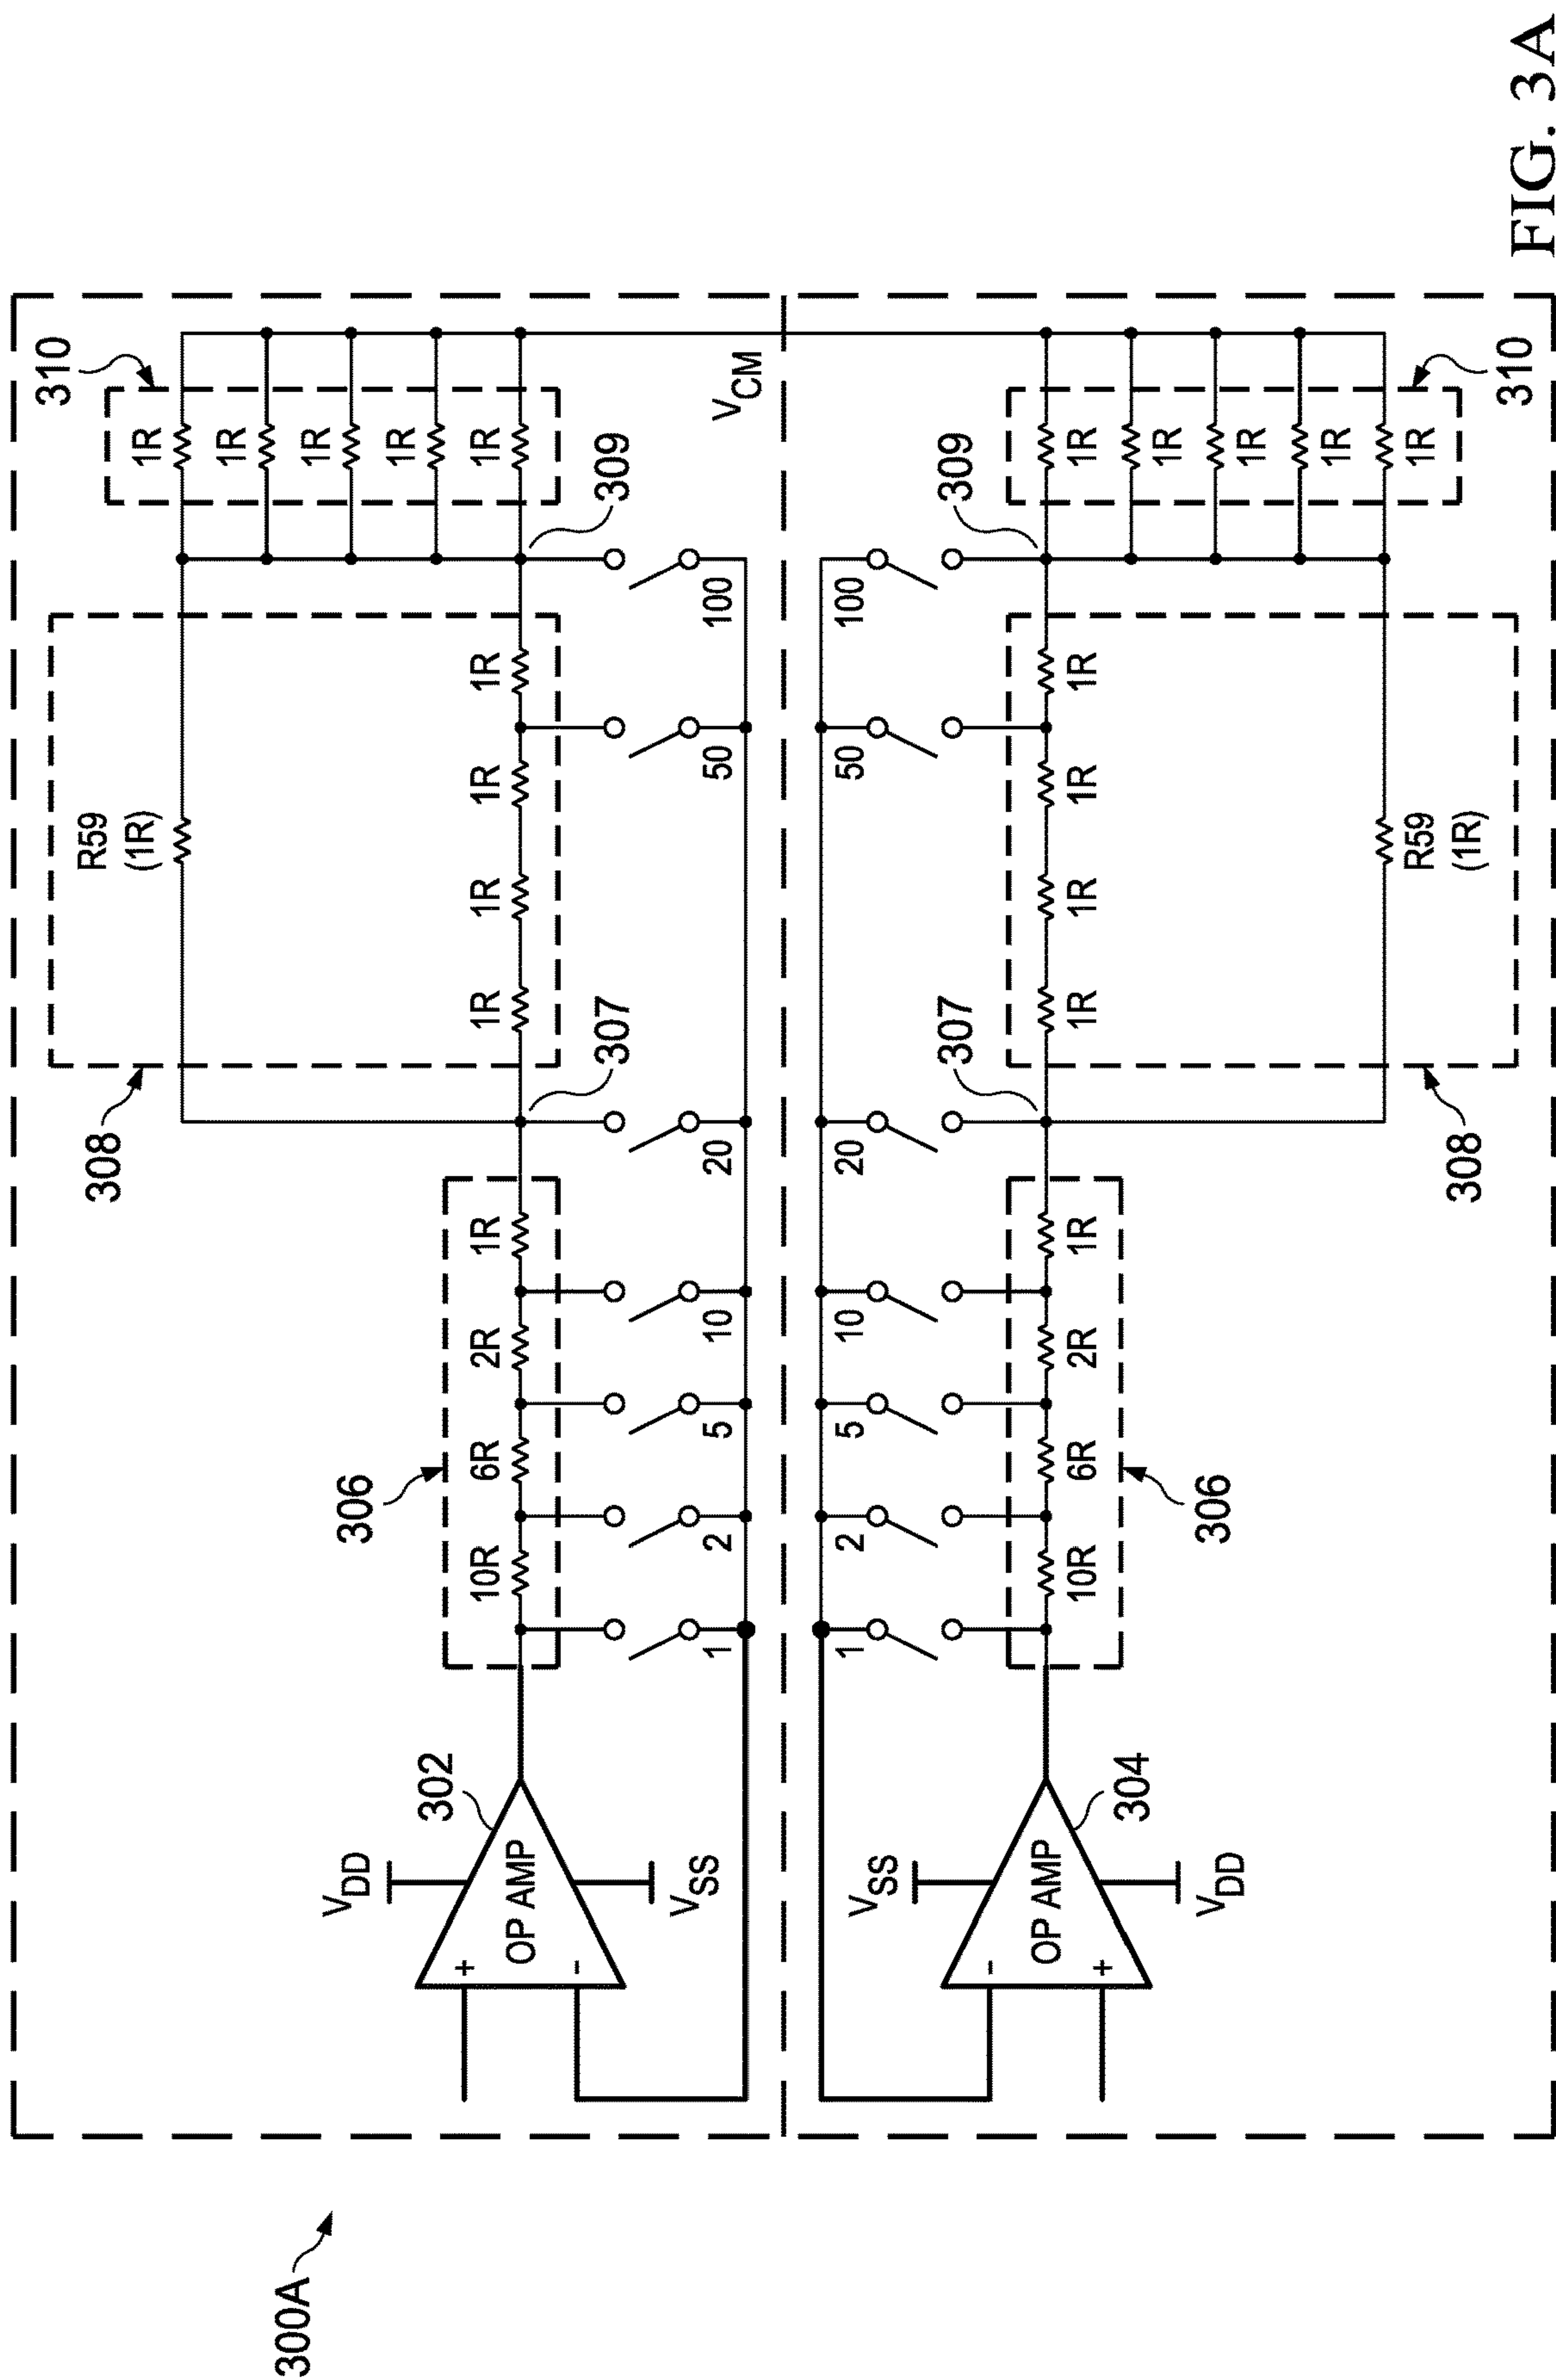 310
308 R59
(1R) 1R
1R
300A
1R
VDD 306
1R
302
+
10R 6R 2R 1R 1R 1R 1R 1R 1R
OP AMP
-
307 309
VSS
1 2 5 10 20 50 100
VCM
1 2 5 10 20 50 100
VSS
307 309
-
OP AMP
10R 6R 2R 1R 1R 1R 1R 1R 1R
+
304
1R
VDD 306
1R
1R
R59 1R
308 (1R)
310
FIG. 3A